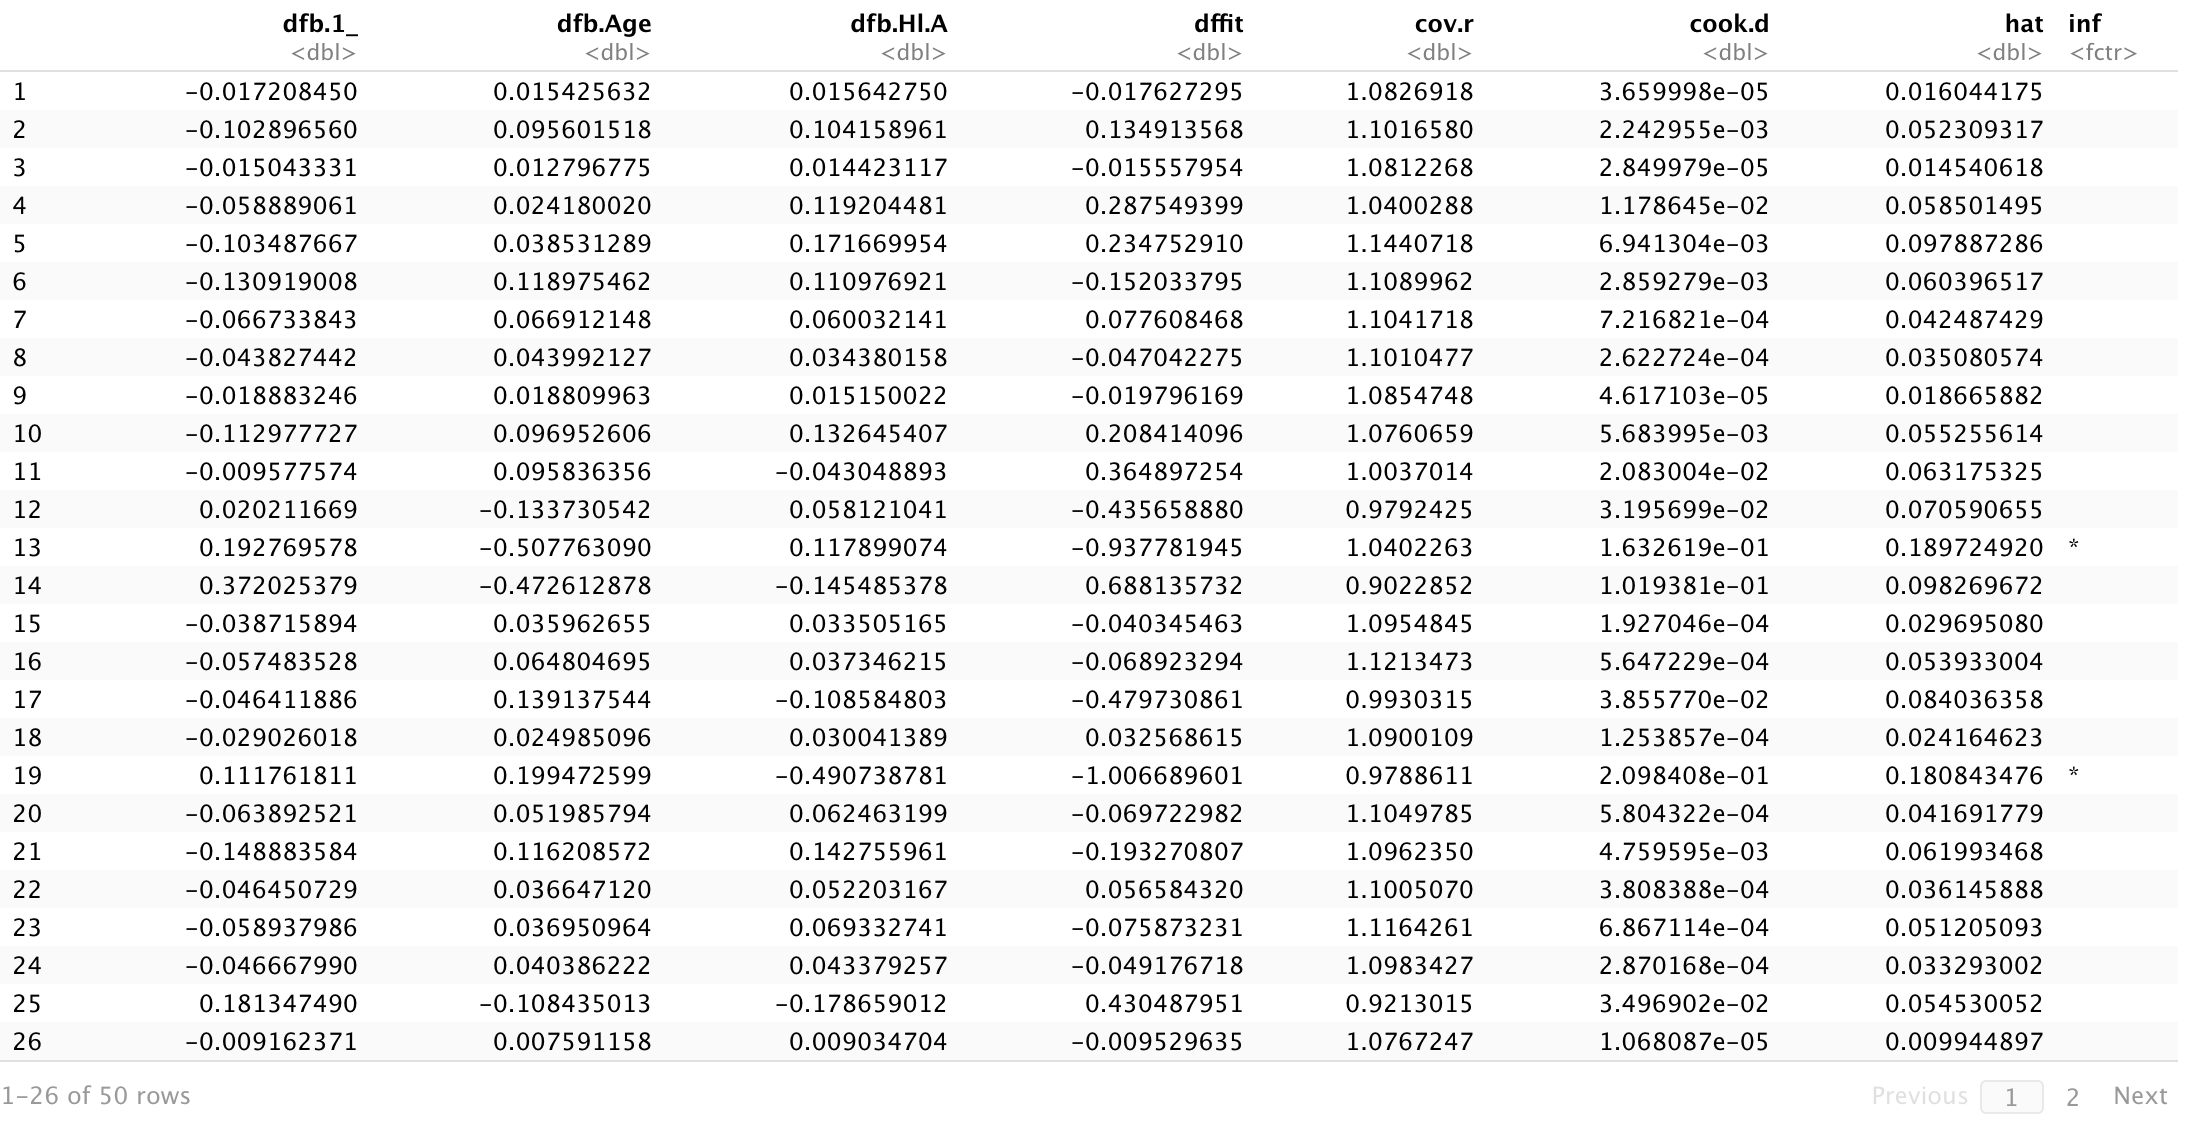 dfb.1_ dfb.Age dfb.Hl.A dffit cov.r cook.d hat inf
<dbl> <dbl> <dbl> <dbl> <dbl> <dbl> <dbl> <fctr>
1 −0.017208450 0.015425632 0.015642750 −0.017627295 1.0826918 3.659998e−05 0.016044175
2 −0.102896560 0.095601518 0.104158961 0.134913568 1.1016580 2.242955e−03 0.052309317
3 −0.015043331 0.012796775 0.014423117 −0.015557954 1.0812268 2.849979e−05 0.014540618
4 −0.058889061 0.024180020 0.119204481 0.287549399 1.0400288 1.178645e−02 0.058501495
5 −0.103487667 0.038531289 0.171669954 0.234752910 1.1440718 6.941304e−03 0.097887286
6 −0.130919008 0.118975462 0.110976921 −0.152033795 1.1089962 2.859279e−03 0.060396517
7 −0.066733843 0.066912148 0.060032141 0.077608468 1.1041718 7.216821e−04 0.042487429
8 −0.043827442 0.043992127 0.034380158 −0.047042275 1.1010477 2.622724e−04 0.035080574
9 −0.018883246 0.018809963 0.015150022 −0.019796169 1.0854748 4.617103e−05 0.018665882
10 −0.112977727 0.096952606 0.132645407 0.208414096 1.0760659 5.683995e−03 0.055255614
11 −0.009577574 0.095836356 −0.043048893 0.364897254 1.0037014 2.083004e−02 0.063175325
12 0.020211669 −0.133730542 0.058121041 −0.435658880 0.9792425 3.195699e−02 0.070590655
13 0.192769578 −0.507763090 0.117899074 −0.937781945 1.0402263 1.632619e−01 0.189724920 *
14 0.372025379 −0.472612878 −0.145485378 0.688135732 0.9022852 1.019381e−01 0.098269672
15 −0.038715894 0.035962655 0.033505165 −0.040345463 1.0954845 1.927046e−04 0.029695080
16 −0.057483528 0.064804695 0.037346215 −0.068923294 1.1213473 5.647229e−04 0.053933004
17 −0.046411886 0.139137544 −0.108584803 −0.479730861 0.9930315 3.855770e−02 0.084036358
18 −0.029026018 0.024985096 0.030041389 0.032568615 1.0900109 1.253857e−04 0.024164623
19 0.111761811 0.199472599 −0.490738781 −1.006689601 0.9788611 2.098408e−01 0.180843476 *
20 −0.063892521 0.051985794 0.062463199 −0.069722982 1.1049785 5.804322e−04 0.041691779
21 −0.148883584 0.116208572 0.142755961 −0.193270807 1.0962350 4.759595e−03 0.061993468
22 −0.046450729 0.036647120 0.052203167 0.056584320 1.1005070 3.808388e−04 0.036145888
23 −0.058937986 0.036950964 0.069332741 −0.075873231 1.1164261 6.867114e−04 0.051205093
24 −0.046667990 0.040386222 0.043379257 −0.049176718 1.0983427 2.870168e−04 0.033293002
25 0.181347490 −0.108435013 −0.178659012 0.430487951 0.9213015 3.496902e−02 0.054530052
26 −0.009162371 0.007591158 0.009034704 −0.009529635 1.0767247 1.068087e−05 0.009944897
1−26 of 50 rows Previous 1 2 Next